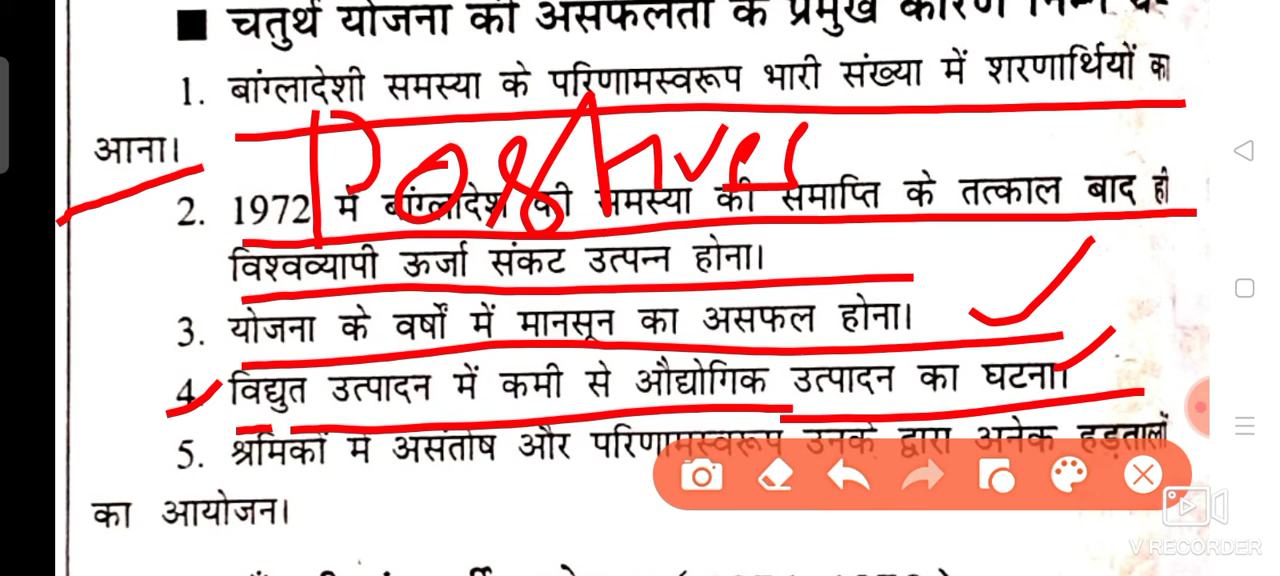 ■ चतुर्थ योजना की असफलता के प्रमुख कारण निम्न थे-
1. बांग्लादेशी समस्या के परिणामस्वरूप भारी संख्या में शरणार्थियों का
आना।
2. 1972 में बांग्लादेश की समस्या की समाप्ति के तत्काल बाद ही
विश्वव्यापी ऊर्जा संकट उत्पन्न होना।
3. योजना के वर्षों में मानसून का असफल होना।
4. विद्युत उत्पादन में कमी से औद्योगिक उत्पादन का घटना।
5. श्रमिकों में असंतोष और परिणामस्वरूप उनके द्वारा अनेक हड़तालों
का आयोजन।
V RECORDER